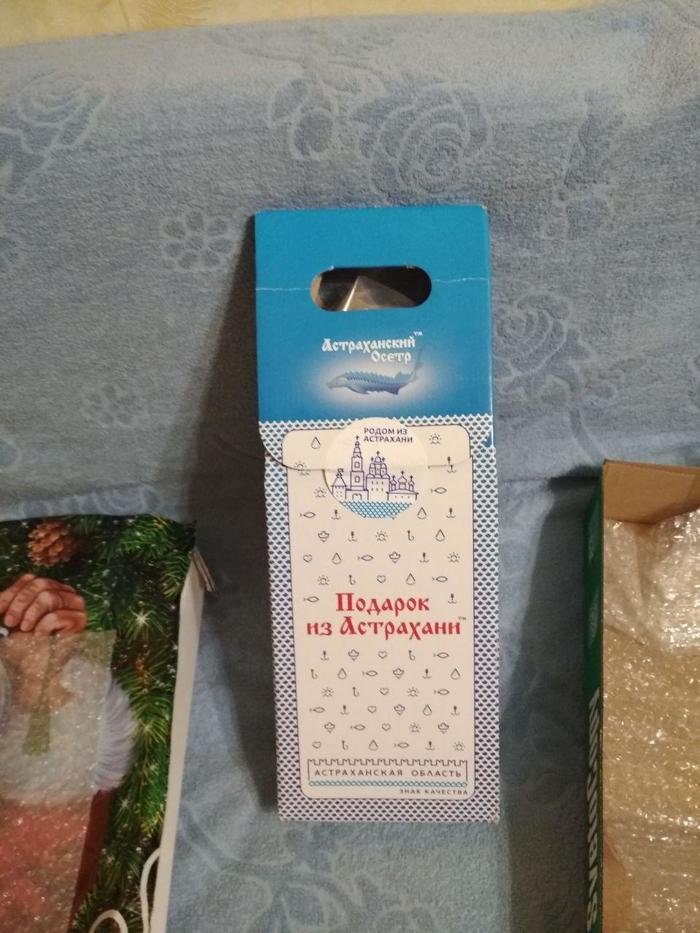 Астраханский™
Осетр
РОДОМ ИЗ
АСТРАХАНИ
Подарок
из Астрахани™
АСТРАХАНСКАЯ ОБЛАСТЬ
ЗНАК КАЧЕСТВА